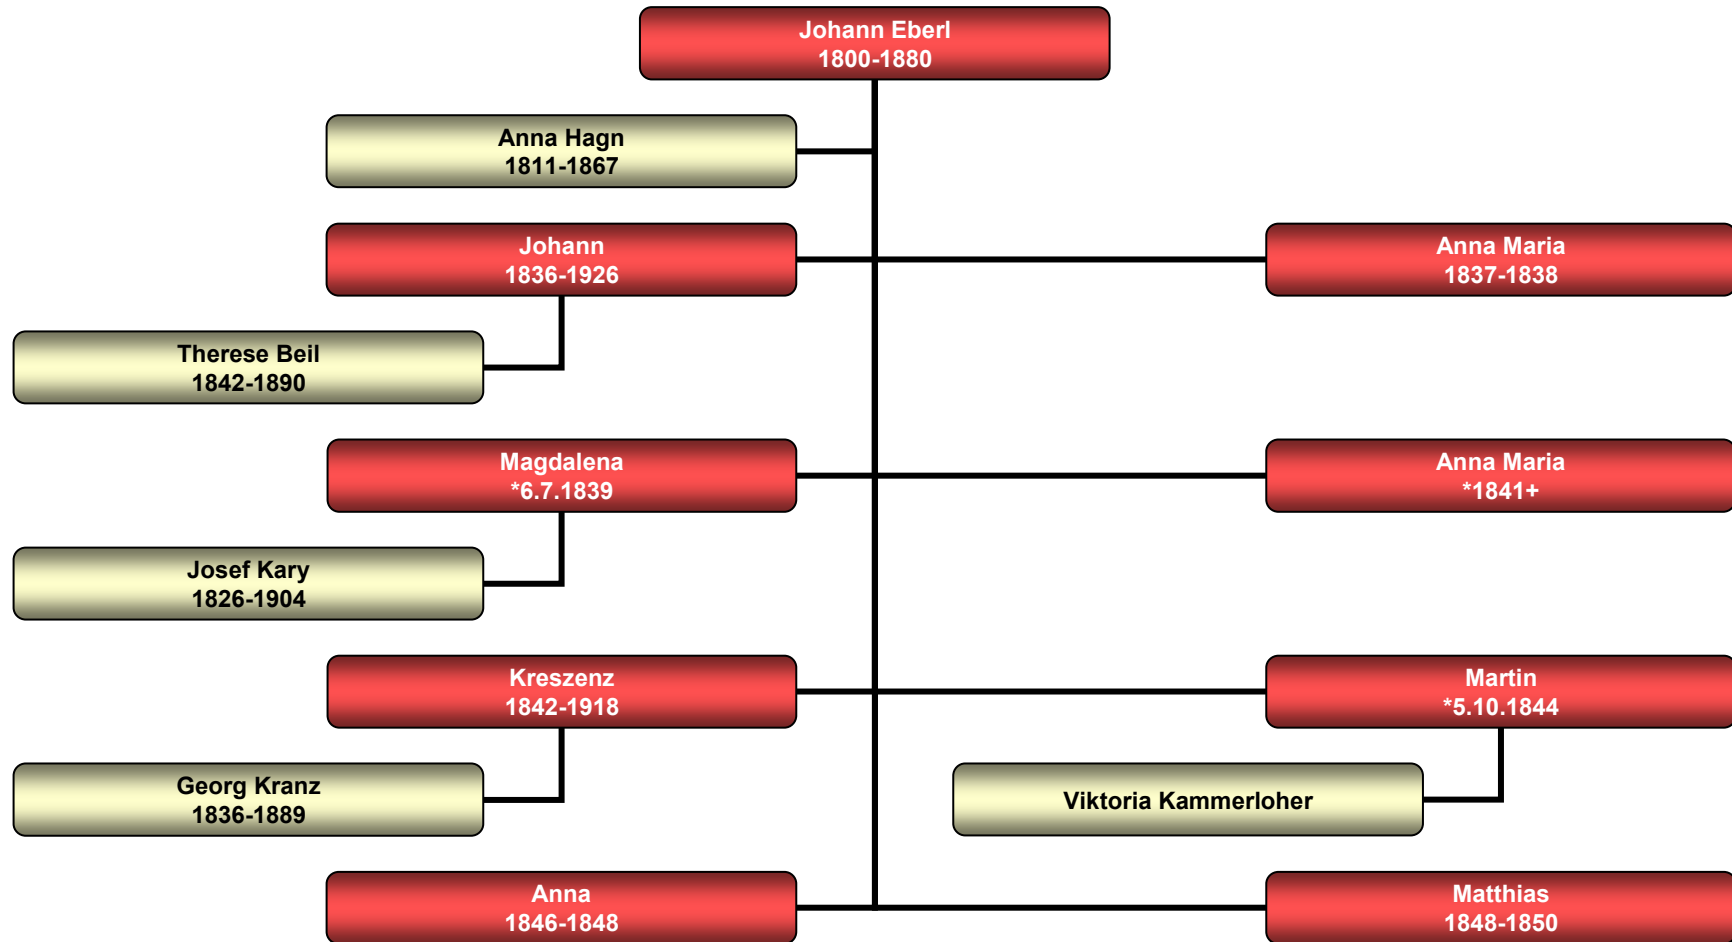 Johann Eberl
1800-1880
Anna Hagn
1811-1867
Johann
1836-1926
Anna Maria
1837-1838
Therese Beil
1842-1890
Magdalena
*6.7.1839
Anna Maria
*1841+
Josef Kary
1826-1904
Kreszenz
1842-1918
Martin
*5.10.1844
Georg Kranz
1836-1889
Viktoria Kammerloher
Anna
1846-1848
Matthias
1848-1850